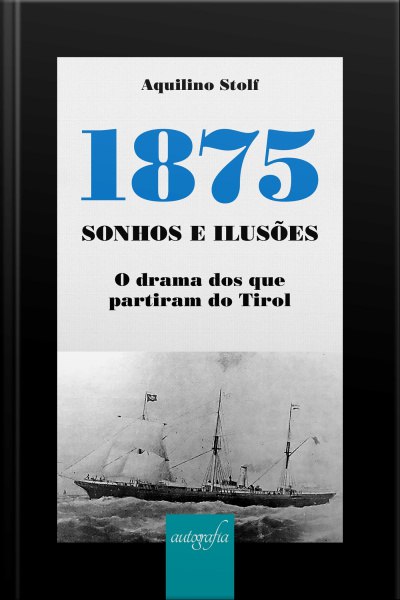 Aquilino Stolf
1875
SONHOS E ILUSÕES
O drama dos que
partiram do Tirol
autografia